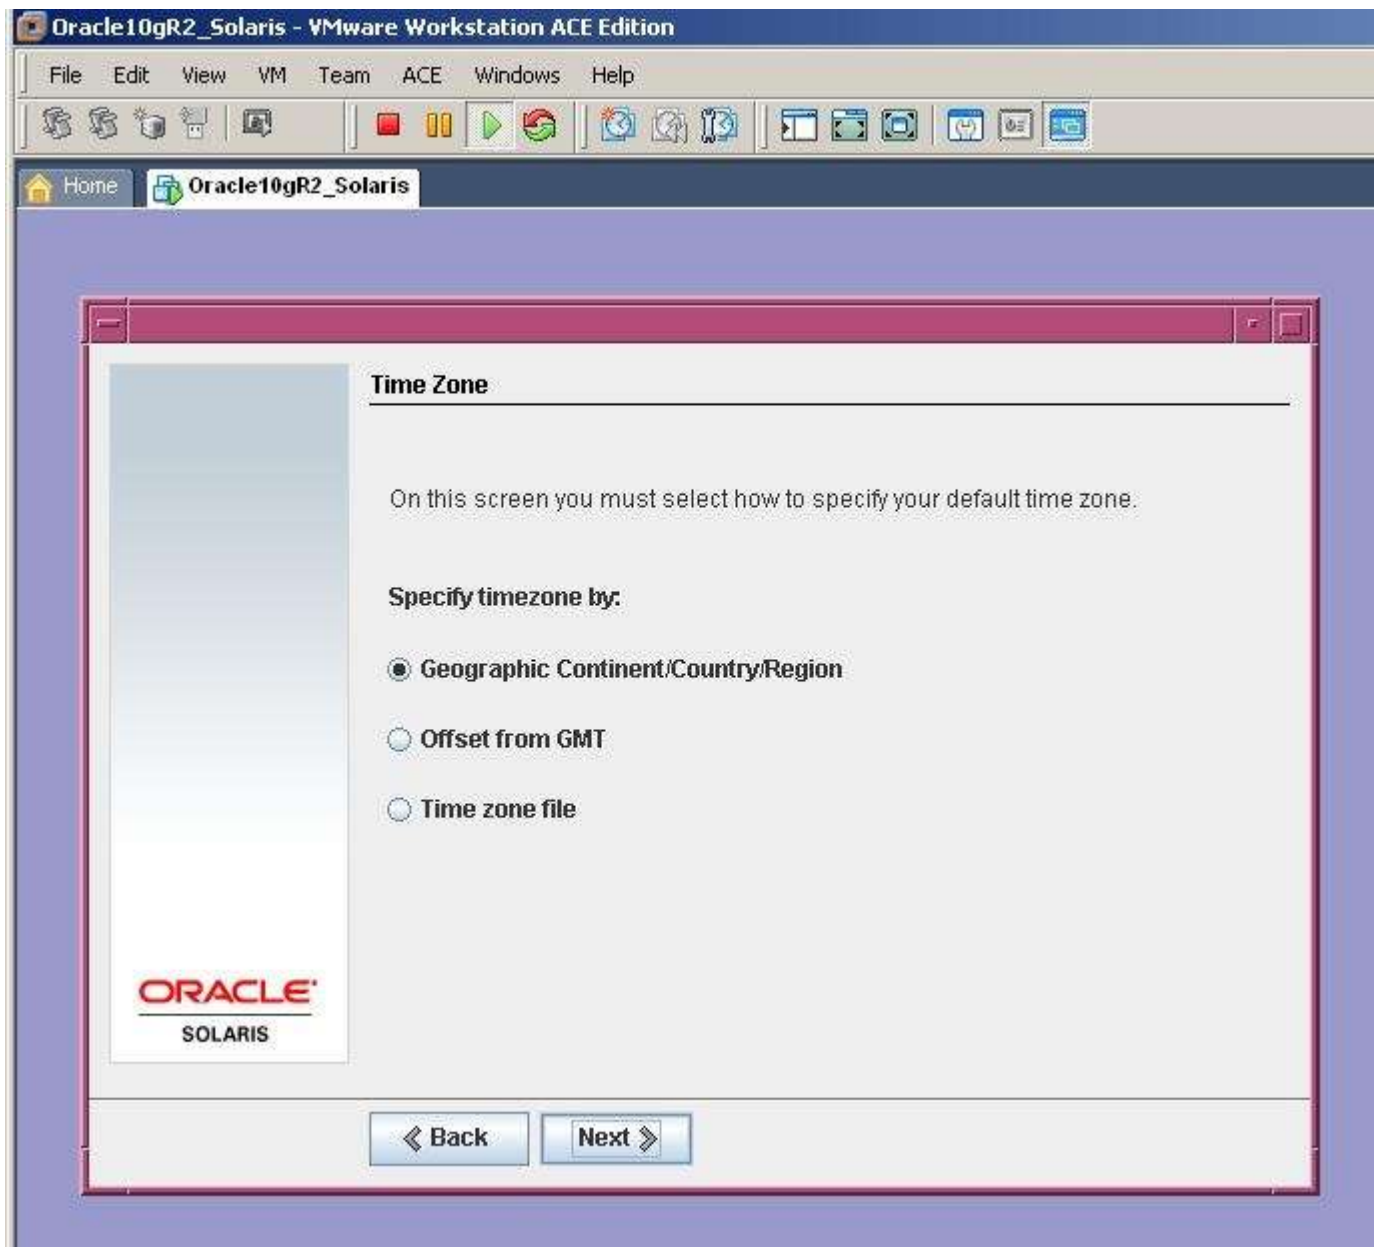 Oracle10gR2_Solaris - VMware Workstation ACE Edition
File Edit View VM Team ACE Windows Help
Home Oracle10gR2_Solaris
Time Zone
On this screen you must select how to specify your default time zone.
Specify timezone by:
Geographic Continent/Country/Region
Offset from GMT
Time zone file
ORACLE
SOLARIS
Back Next